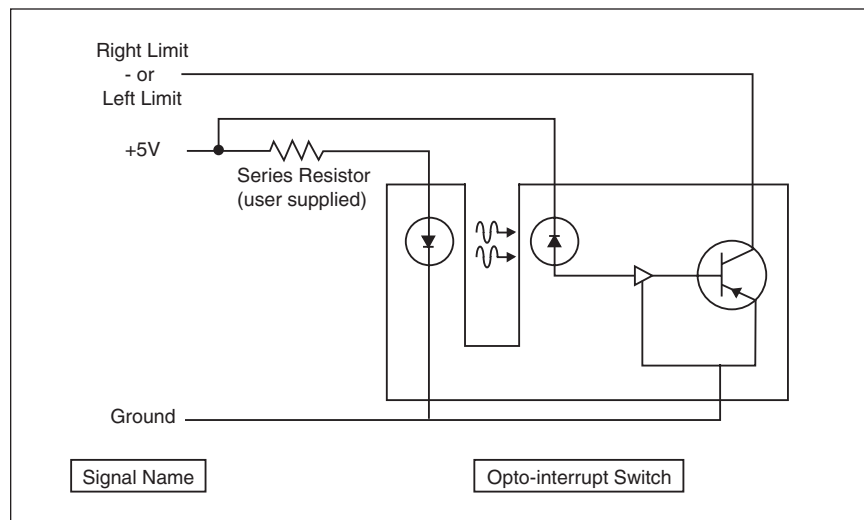 Right Limit
- or
Left Limit
+5V
Series Resistor
(user supplied)
Ground
Signal Name
Opto-interrupt Switch